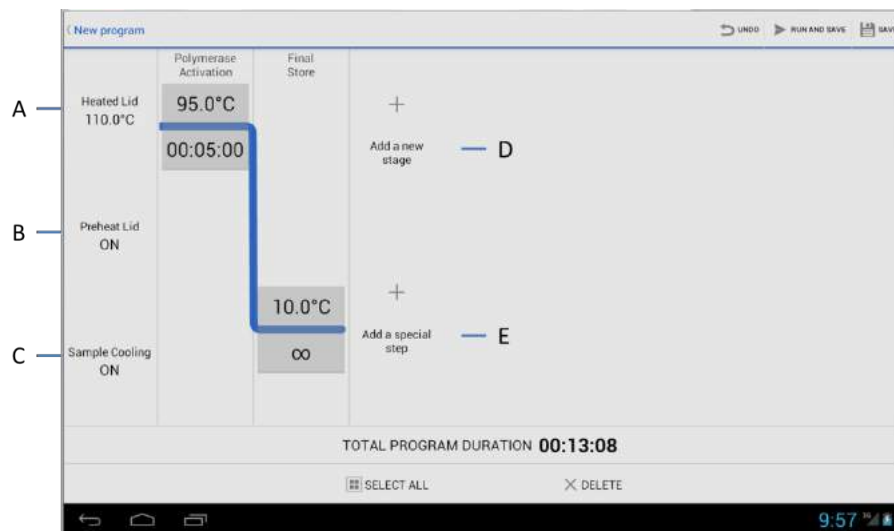 New program
UNDO
RUN AND SAVE
SAVE
Polymerase
Activation
Final
Store
A
Heated Lid
110.0°C
95.0°C
00:05:00
Add a new
stage
D
B
Preheat Lid
ON
10.0°C
∞
Add a special
step
E
C
Sample Cooling
ON
TOTAL PROGRAM DURATION 00:13:08
SELECT ALL
DELETE
9:57